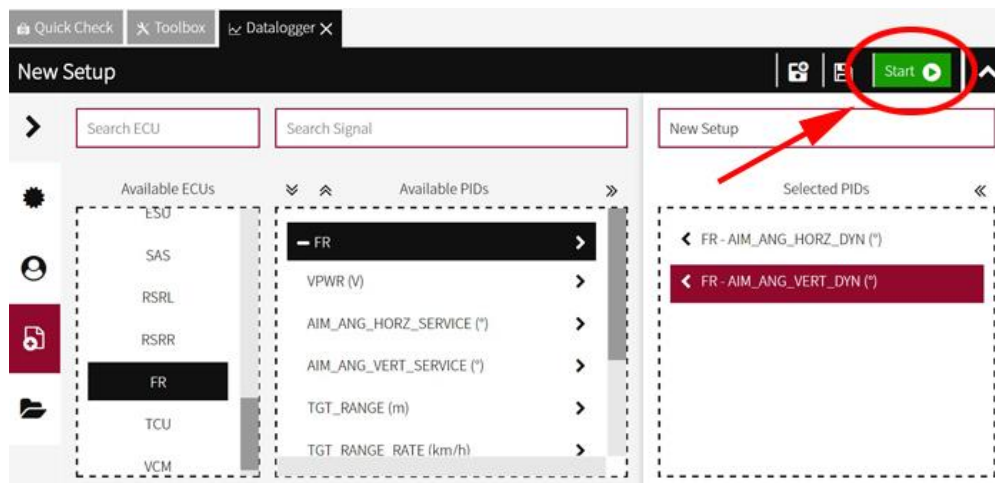 Quick Check
Toolbox
Datalogger
New Setup
Start
Search ECU
Search Signal
New Setup
Available ECUs
Available PIDs
Selected PIDs
ESU
SAS
RSRL
RSRR
FR
TCU
VCM
FR
VPWR (V)
AIM_ANG_HORZ_SERVICE (°)
AIM_ANG_VERT_SERVICE (°)
TGT_RANGE (m)
TGT_RANGE_RATE (km/h)
FR - AIM_ANG_HORZ_DYN (°)
FR - AIM_ANG_VERT_DYN (°)